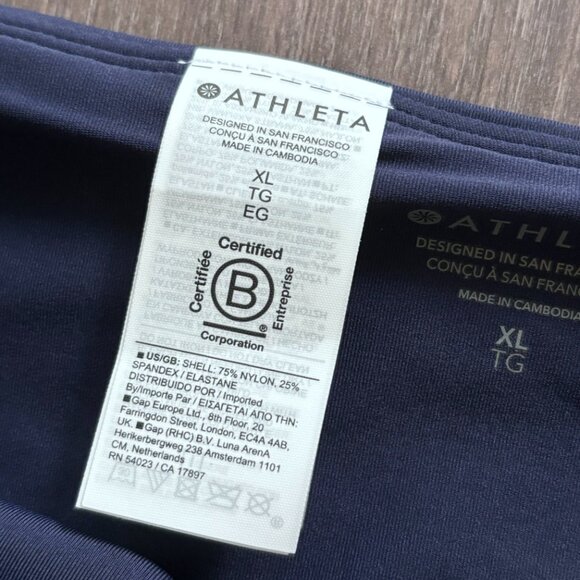 ATHLETA
DESIGNED IN SAN FRANCISCO
CONÇU À SAN FRANCISCO
MADE IN CAMBODIA
XL
TG
EG
Certified
Certifiée
B
®
Entreprise
Corporation
■ US/GB: SHELL: 75% NYLON, 25%
SPANDEX / ELASTANE
DISTRIBUIDO POR / Imported
By/Importe Par / ΕΙΣΑΓΕΤΑΙ ΑΠΟ ΤΗΝ:
■ Gap Europe Ltd., 8th Floor, 20
Farringdon Street, London, EC4A 4AB,
UK. ■ Gap (RHC) B.V. Luna ArenA
Herikerbergweg 238 Amsterdam 1101
CM, Netherlands
RN 54023 / CA 17897
ATHL
DESIGNED IN SAN FRA
CONÇU À SAN FRAN
MADE IN CAMBODIA
XL
TG